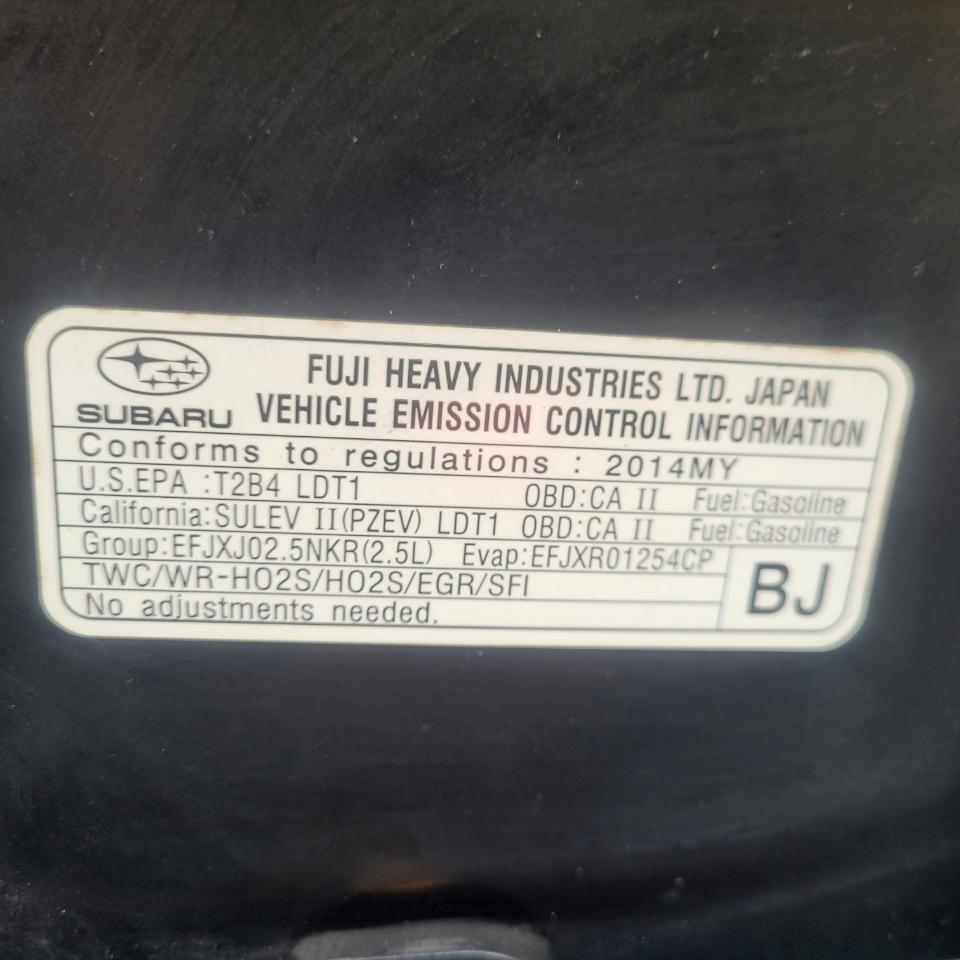 FUJI HEAVY INDUSTRIES LTD. JAPAN
SUBARU VEHICLE EMISSION CONTROL INFORMATION
Conforms to regulations : 2014MY
U.S.EPA :T2B4 LDT1 OBD:CA II Fuel:Gasoline
California:SULEV II(PZEV) LDT1 OBD:CA II Fuel:Gasoline
Group:EFJXJ02.5NKR(2.5L) Evap:EFJXR01254CP
TWC/WR-HO2S/HO2S/EGR/SFI
BJ
No adjustments needed.